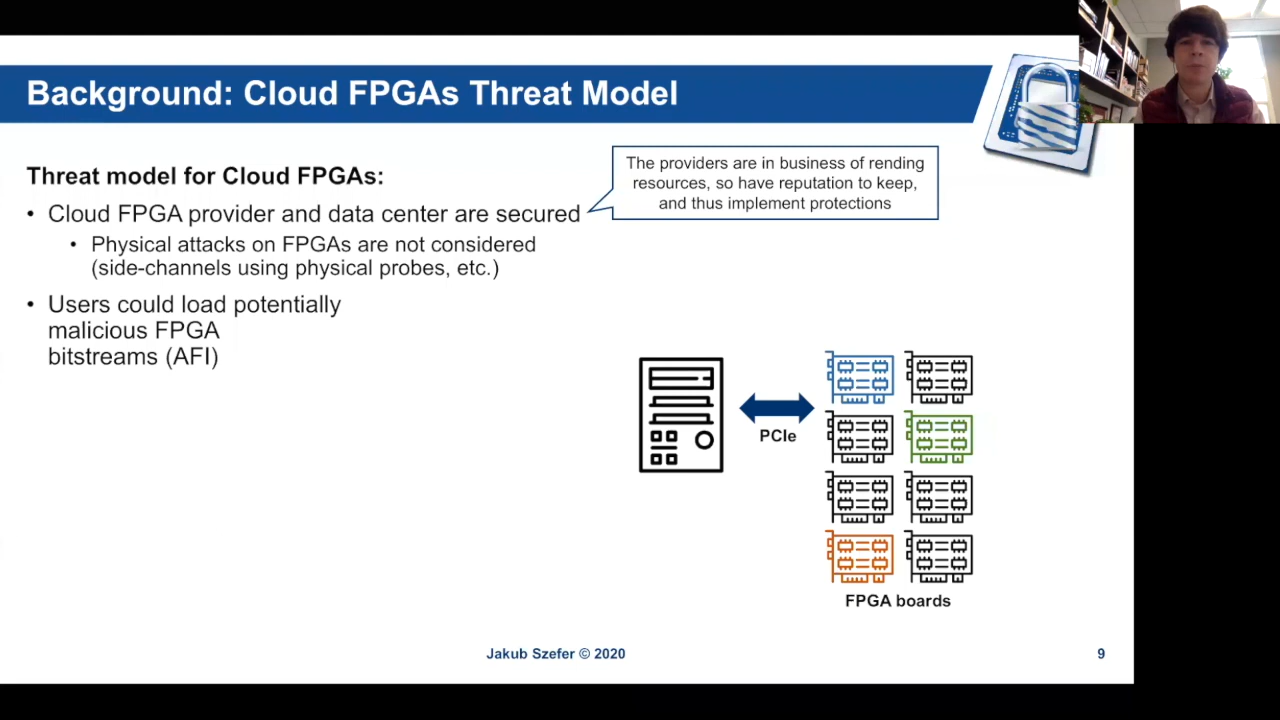 Background: Cloud FPGAs Threat Model
Threat model for Cloud FPGAs:
• Cloud FPGA provider and data center are secured
• Physical attacks on FPGAs are not considered
(side-channels using physical probes, etc.)
• Users could load potentially
malicious FPGA
bitstreams (AFI)
The providers are in business of rending
resources, so have reputation to keep,
and thus implement protections
PCIe
FPGA boards
Jakub Szefer © 2020
9